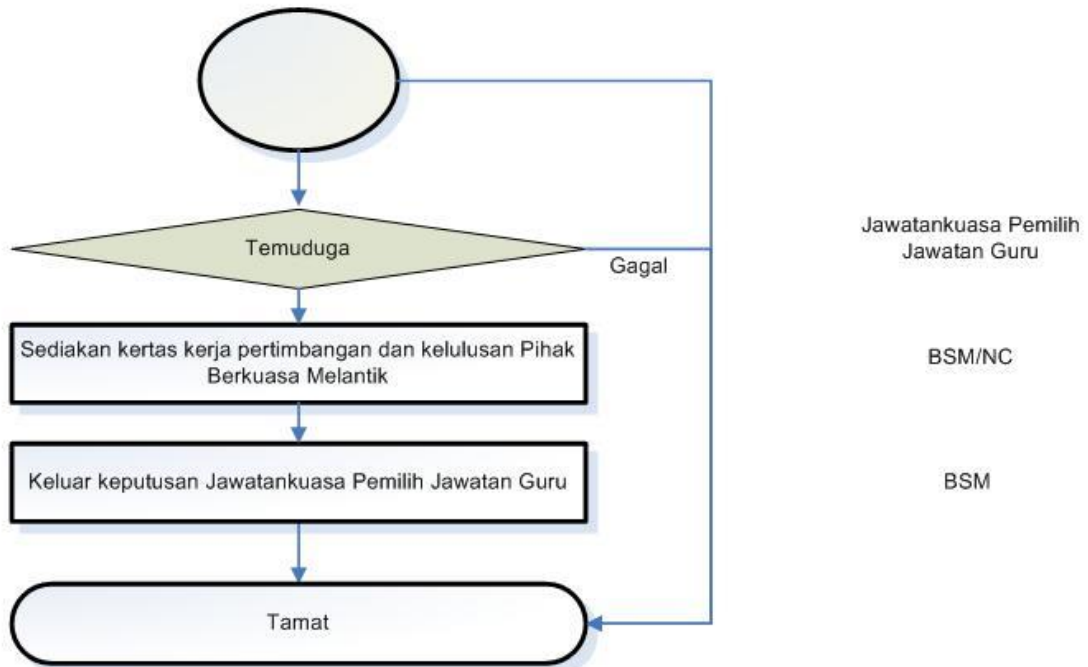 Temuduga
Gagal
Jawatankuasa Pemilih
Jawatan Guru
Sediakan kertas kerja pertimbangan dan kelulusan Pihak
Berkuasa Melantik
BSM/NC
Keluar keputusan Jawatankuasa Pemilih Jawatan Guru
BSM
Tamat